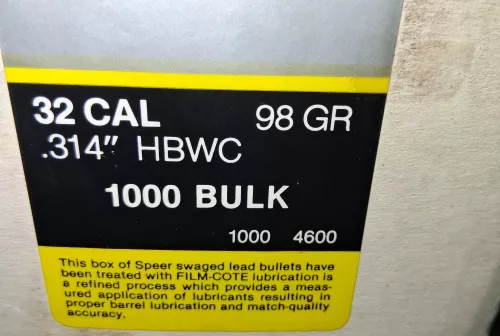 32 CAL 98 GR
.314" HBWC
1000 BULK
1000 4600
This box of Speer swaged lead bullets have
been treated with FILM-COTE lubrication is
a refined process which provides a meas-
ured application of lubricants resulting in
proper barrel lubrication and match-quality
accuracy.